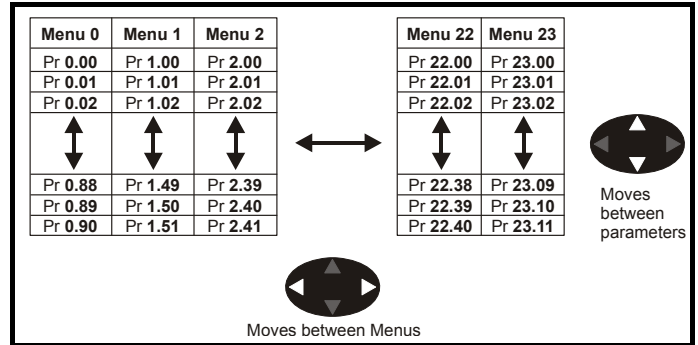 Menu 0 Menu 1 Menu 2 Menu 22 Menu 23
Pr 0.00 Pr 1.00 Pr 2.00 Pr 22.00 Pr 23.00
Pr 0.01 Pr 1.01 Pr 2.01 Pr 22.01 Pr 23.01
Pr 0.02 Pr 1.02 Pr 2.02 Pr 22.02 Pr 23.02
Pr 0.88 Pr 1.49 Pr 2.39 Pr 22.38 Pr 23.09
Pr 0.89 Pr 1.50 Pr 2.40 Pr 22.39 Pr 23.10
Pr 0.90 Pr 1.51 Pr 2.41 Pr 22.40 Pr 23.11
Moves
between
parameters
Moves between Menus